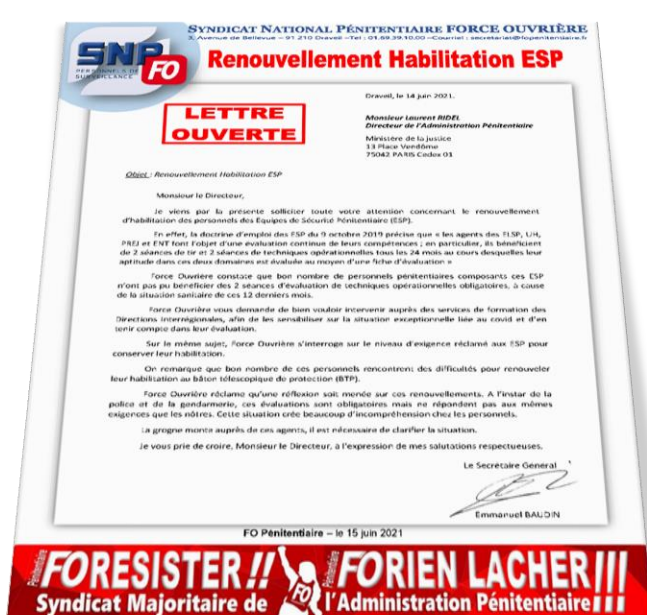 SYNDICAT NATIONAL PÉNITENTIAIRE FORCE OUVRIÈRE
3, Avenue de Bellevue – 91 210 Draveil –Tel : 01.69.39.10.00 –Courriel : secretariat@fopenitentiaire.fr
SNP
FO
PERSONNELS DE
SURVEILLANCE
Renouvellement Habilitation ESP
Draveil, le 14 juin 2021.
LETTRE
OUVERTE
Monsieur Laurent RIDEL
Directeur de l'Administration Pénitentiaire
Ministère de la justice
13 Place Vendôme
75042 PARIS Cedex 01
Objet : Renouvellement Habilitation ESP
Monsieur le Directeur,
Je viens par la présente solliciter toute votre attention concernant le renouvellement
d'habilitation des personnels des Equipes de Sécurité Pénitentiaire (ESP).
En effet, la doctrine d'emploi des ESP du 9 octobre 2019 précise que « les agents des ELSP, UH,
PREJ et ENT font l'objet d'une évaluation continue de leurs compétences ; en particulier, ils bénéficient
de 2 séances de tir et 2 séances de techniques opérationnelles tous les 24 mois au cours desquelles leur
aptitude dans ces deux domaines est évaluée au moyen d'une fiche d'évaluation »
Force Ouvrière constate que bon nombre de personnels pénitentiaires composants ces ESP
n'ont pas pu bénéficier des 2 séances d'évaluation de techniques opérationnelles obligatoires, à cause
de la situation sanitaire de ces 12 derniers mois.
Force Ouvrière vous demande de bien vouloir intervenir auprès des services de formation des
Directions Interrégionales, afin de les sensibiliser sur la situation exceptionnelle liée au covid et d'en
tenir compte dans leur évaluation.
Sur le même sujet, Force Ouvrière s'interroge sur le niveau d'exigence réclamé aux ESP pour
conserver leur habilitation.
On remarque que bon nombre de ces personnels rencontrent des difficultés pour renouveler
leur habilitation au bâton télescopique de protection (BTP).
Force Ouvrière réclame qu'une réflexion soit menée sur ces renouvellements. A l'instar de la
police et de la gendarmerie, ces évaluations sont obligatoires mais ne répondent pas aux mêmes
exigences que les nôtres. Cette situation crée beaucoup d'incompréhension chez les personnels.
La grogne monte auprès de ces agents, il est nécessaire de clarifier la situation.
Je vous prie de croire, Monsieur le Directeur, à l'expression de mes salutations respectueuses.
Le Secrétaire Général
Emmanuel BAUDIN
FO Pénitentiaire – le 15 juin 2021
Pénitentiaire FORESISTER !! FO Pénitentiaire FORIEN LACHER !!!
Syndicat Majoritaire de l'Administration Pénitentiaire